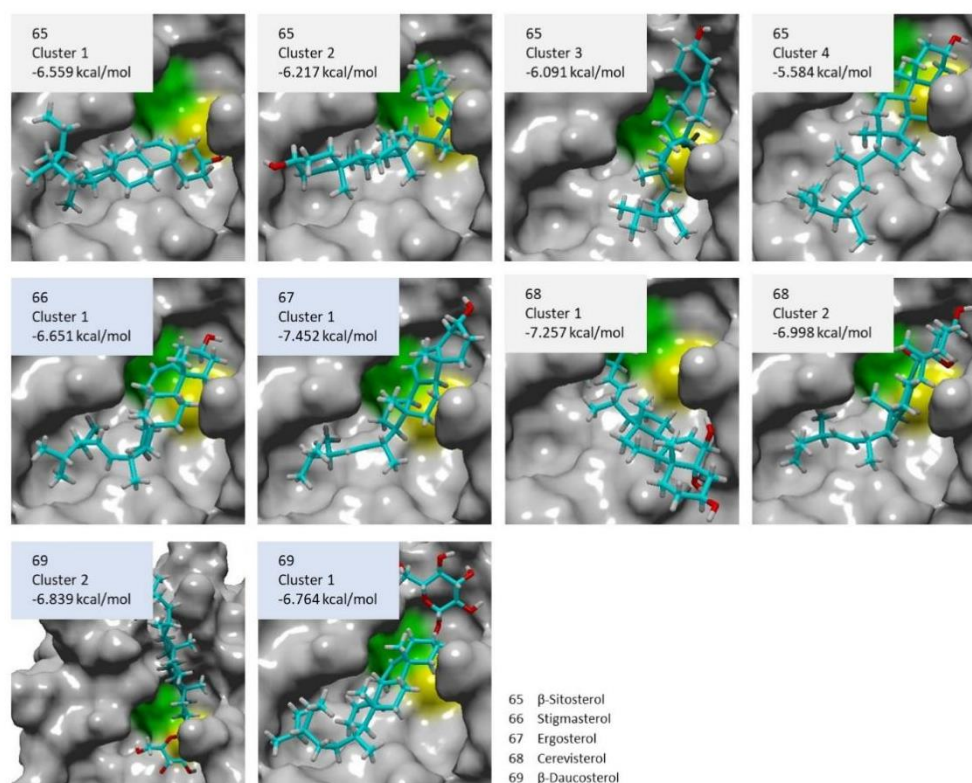 65
Cluster 1
-6.559 kcal/mol
65
Cluster 2
-6.217 kcal/mol
65
Cluster 3
-6.091 kcal/mol
65
Cluster 4
-5.584 kcal/mol
66
Cluster 1
-6.651 kcal/mol
67
Cluster 1
-7.452 kcal/mol
68
Cluster 1
-7.257 kcal/mol
68
Cluster 2
-6.998 kcal/mol
69
Cluster 2
-6.839 kcal/mol
69
Cluster 1
-6.764 kcal/mol
65 β-Sitosterol
66 Stigmasterol
67 Ergosterol
68 Cerevisterol
69 β-Daucosterol